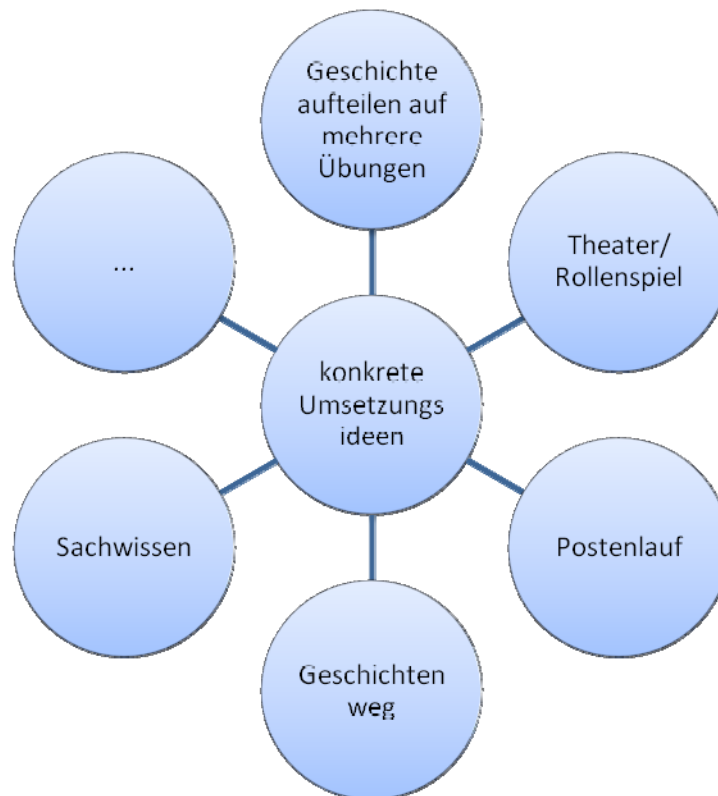 Geschichte
aufteilen auf
mehrere
Übungen
Theater/
Rollenspiel
Postenlauf
Geschichten
weg
Sachwissen
...
konkrete
Umsetzungs
ideen